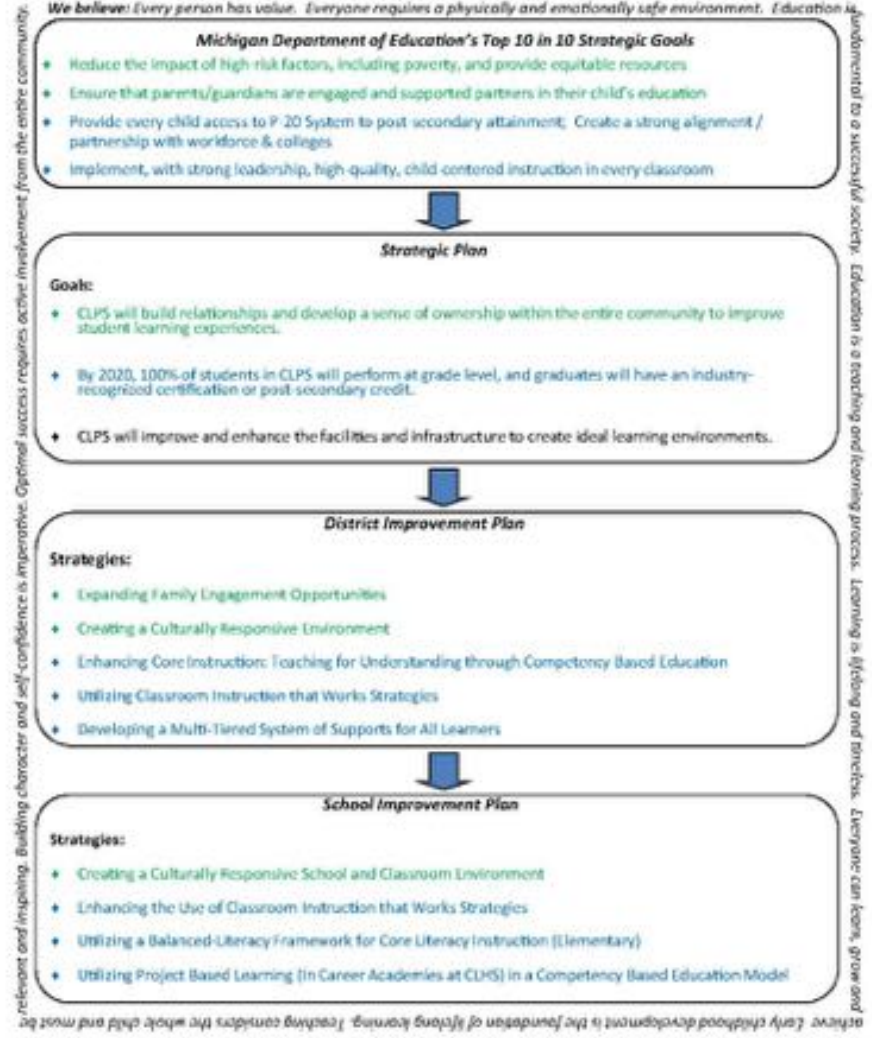 We believe: Every person has value. Everyone requires a physically and emotionally safe environment. Education is
fundamental to a successful society. Education is a teaching and learning process. Learning is lifelong and timeless. Everyone can learn, grow and
achieve. Early childhood development is the foundation of lifelong learning. Teaching considers the whole child and must be
relevant and inspiring. Building character and self-confidence is imperative. Optimal success requires active involvement from the entire community.
Michigan Department of Education's Top 10 in 10 Strategic Goals
Reduce the impact of high risk factors, including poverty, and provide equitable resources
Ensure that parents/guardians are engaged and supported partners in their child's education
Provide every child access to P-20 System to post secondary attainment; Create a strong alignment /
partnership with workforce & colleges
Implement, with strong leadership, high-quality, child-centered instruction in every classroom
Strategic Plan
Goals:
CLPS will build relationships and develop a sense of ownership within the entire community to improve
student learning experiences.
By 2020, 100% of students in CLPS will perform at grade level, and graduates will have an industry-
recognized certification or post secondary credit.
CLPS will improve and enhance the facilities and infrastructure to create ideal learning environments.
District Improvement Plan
Strategies:
Expanding Family Engagement Opportunities
Creating a Culturally Responsive Environment
Enhancing Core Instruction: Teaching for Understanding through Competency Based Education
Utilizing Classroom Instruction that Works Strategies
Developing a Multi-Tiered System of Supports for All Learners
School Improvement Plan
Strategies:
Creating a Culturally Responsive School and Classroom Environment
Enhancing the Use of Classroom Instruction that Works Strategies
Utilizing a Balanced-Literacy Framework for Core Literacy Instruction (Elementary)
Utilizing Project Based Learning (In Career Academies at CLHS) in a Competency Based Education Model